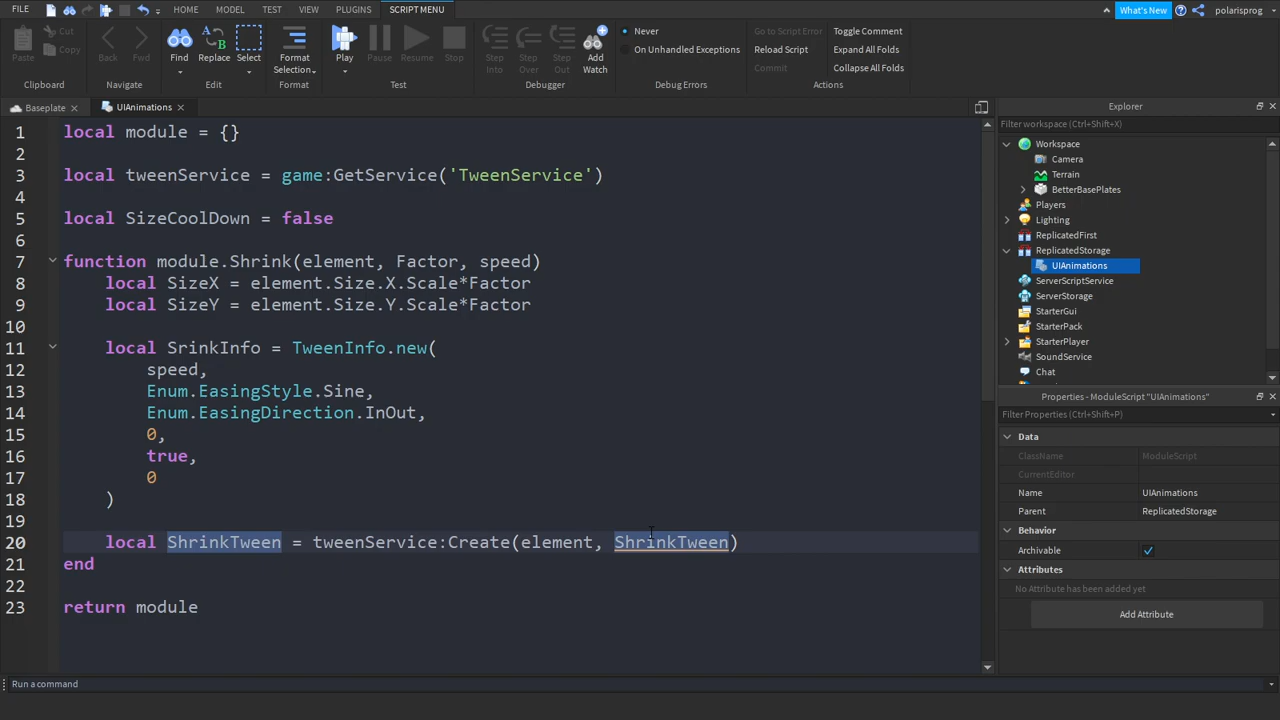 FILE HOME MODEL TEST VIEW PLUGINS SCRIPT MENU What's New polarisprog
Paste Cut Copy Back Fwd Find Replace Select Format Selection Play Pause Resume Stop Step Into Step Over Step Out Add Watch Never On Unhandled Exceptions Go to Script Error Reload Script Commit Toggle Comment Expand All Folds Collapse All Folds
Clipboard Navigate Edit Format Test Debugger Debug Errors Actions
Baseplate × UIAnimations ×
1 local module = {}
2
3 local tweenService = game:GetService('TweenService')
4
5 local SizeCoolDown = false
6
7 function module.Shrink(element, Factor, speed)
8 local SizeX = element.Size.X.Scale*Factor
9 local SizeY = element.Size.Y.Scale*Factor
10
11 local SrinkInfo = TweenInfo.new(
12 speed,
13 Enum.EasingStyle.Sine,
14 Enum.EasingDirection.InOut,
15 0,
16 true,
17 0
18 )
19
20 local ShrinkTween = tweenService:Create(element, ShrinkTween)
21 end
22
23 return module
Explorer
Filter workspace (Ctrl+Shift+X)
Workspace
Camera
Terrain
BetterBasePlates
Players
Lighting
ReplicatedFirst
ReplicatedStorage
UIAnimations
ServerScriptService
ServerStorage
StarterGui
StarterPack
StarterPlayer
SoundService
Chat
Properties - ModuleScript "UIAnimations"
Filter Properties (Ctrl+Shift+P)
Data
ClassName ModuleScript
CurrentEditor
Name UIAnimations
Parent ReplicatedStorage
Behavior
Archivable
Attributes
No Attribute has been added yet
Add Attribute
Run a command